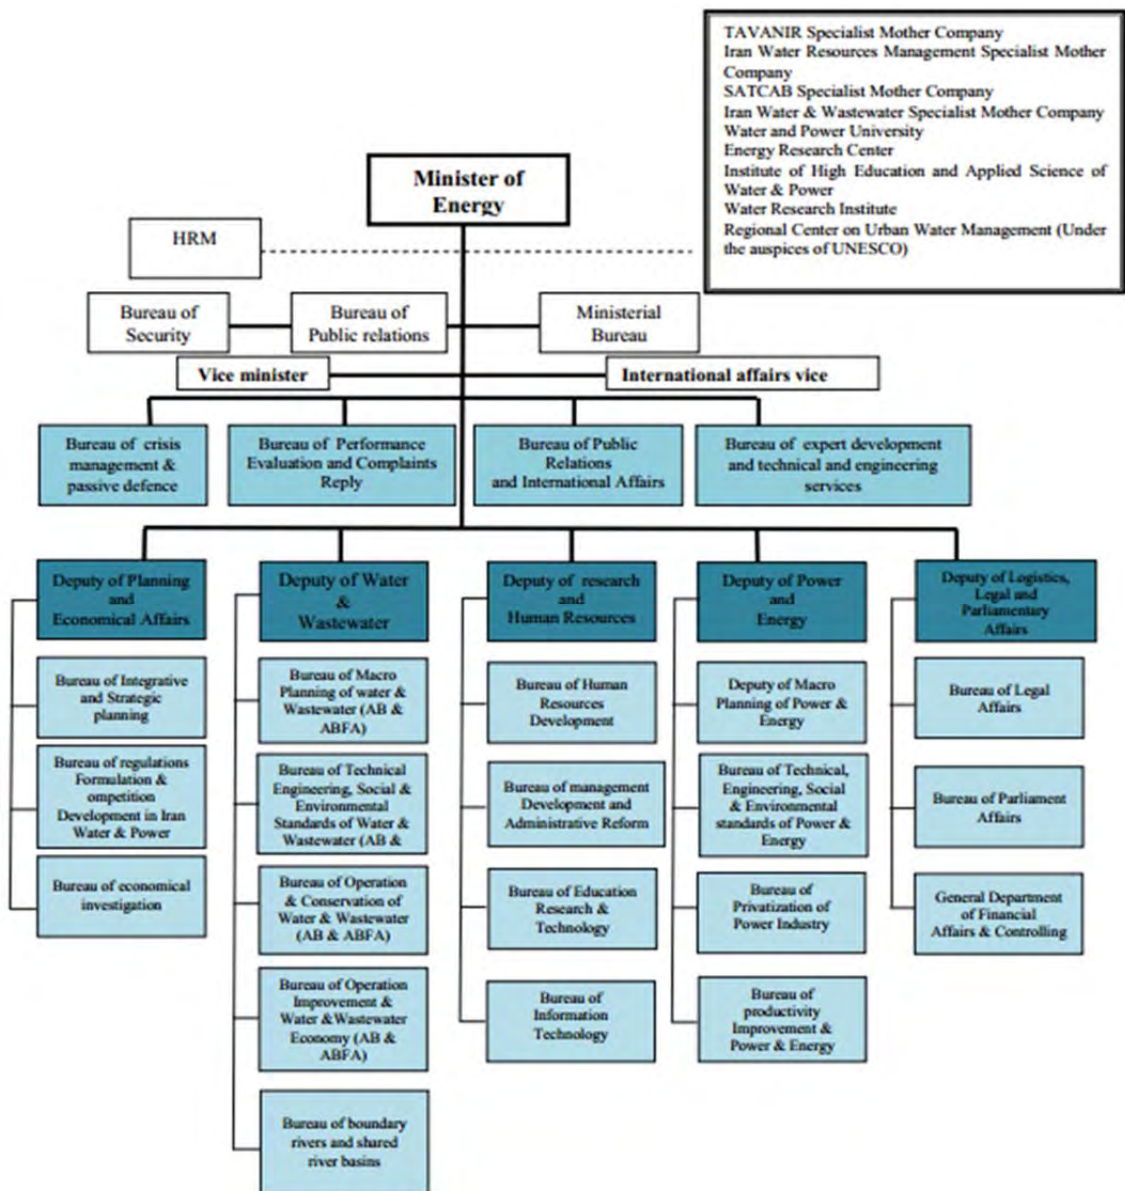 TAVANIR Specialist Mother Company
Iran Water Resources Management Specialist Mother
Company
SATCAB Specialist Mother Company
Iran Water & Wastewater Specialist Mother Company
Water and Power University
Energy Research Center
Institute of High Education and Applied Science of
Water & Power
Water Research Institute
Regional Center on Urban Water Management (Under
the auspices of UNESCO)
Minister of
Energy
HRM
Bureau of
Security
Bureau of
Public relations
Ministerial
Bureau
Vice minister
International affairs vice
Bureau of crisis
management &
passive defence
Bureau of Performance
Evaluation and Complaints
Reply
Bureau of Public
Relations
and International Affairs
Bureau of expert development
and technical and engineering
services
Deputy of Planning
and
Economical Affairs
Bureau of Integrative
and Strategic
planning
Bureau of regulations
Formulation &
ompetition
Development in Iran
Water & Power
Bureau of economical
investigation
Deputy of Water
&
Wastewater
Bureau of Macro
Planning of water &
Wastewater (AB &
ABFA)
Bureau of Technical
Engineering, Social &
Environmental
Standards of Water &
Wastewater (AB &
Bureau of Operation
& Conservation of
Water & Wastewater
(AB & ABFA)
Bureau of Operation
Improvement &
Water &Wastewater
Economy (AB &
ABFA)
Bureau of boundary
rivers and shared
river basins
Deputy of research
and
Human Resources
Bureau of Human
Resources
Development
Bureau of management
Development and
Administrative Reform
Bureau of Education
Research &
Technology
Bureau of
Information
Technology
Deputy of Power
and
Energy
Deputy of Macro
Planning of Power &
Energy
Bureau of Technical,
Engineering, Social
& Environmental
standards of Power &
Energy
Bureau of
Privatization of
Power Industry
Bureau of
productivity
Improvement &
Power & Energy
Deputy of Logistics,
Legal and
Parliamentary
Affairs
Bureau of Legal
Affairs
Bureau of Parliament
Affairs
General Department
of Financial
Affairs & Controlling